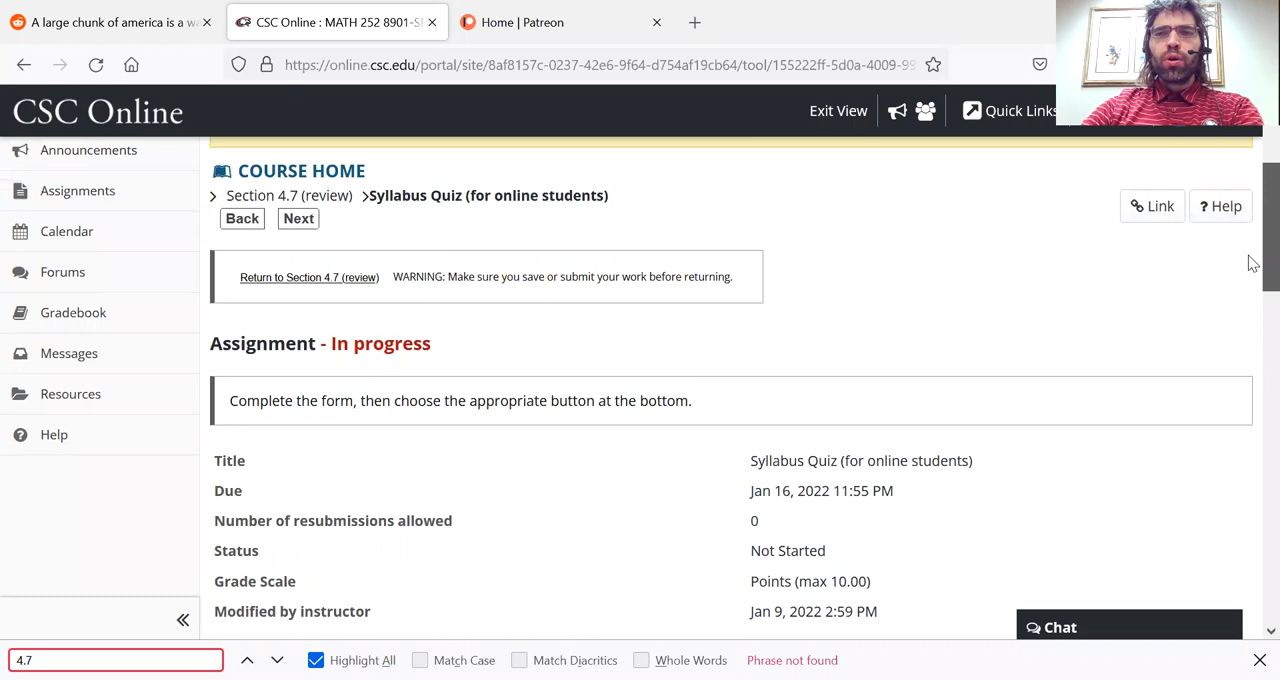 A large chunk of america is a wa
CSC Online : MATH 252 8901-SP
Home | Patreon
https://online.csc.edu/portal/site/8af8157c-0237-42e6-9f64-d754af19cb64/tool/155222ff-5d0a-4009-99
CSC Online
Exit View
Quick Links
Announcements
Assignments
Calendar
Forums
Gradebook
Messages
Resources
Help
COURSE HOME
Section 4.7 (review) Syllabus Quiz (for online students)
Back Next
Link
? Help
Return to Section 4.7 (review) WARNING: Make sure you save or submit your work before returning.
Assignment - In progress
Complete the form, then choose the appropriate button at the bottom.
Title Syllabus Quiz (for online students)
Due Jan 16, 2022 11:55 PM
Number of resubmissions allowed 0
Status Not Started
Grade Scale Points (max 10.00)
Modified by instructor Jan 9, 2022 2:59 PM
Chat
4.7 Highlight All Match Case Match Diacritics Whole Words Phrase not found